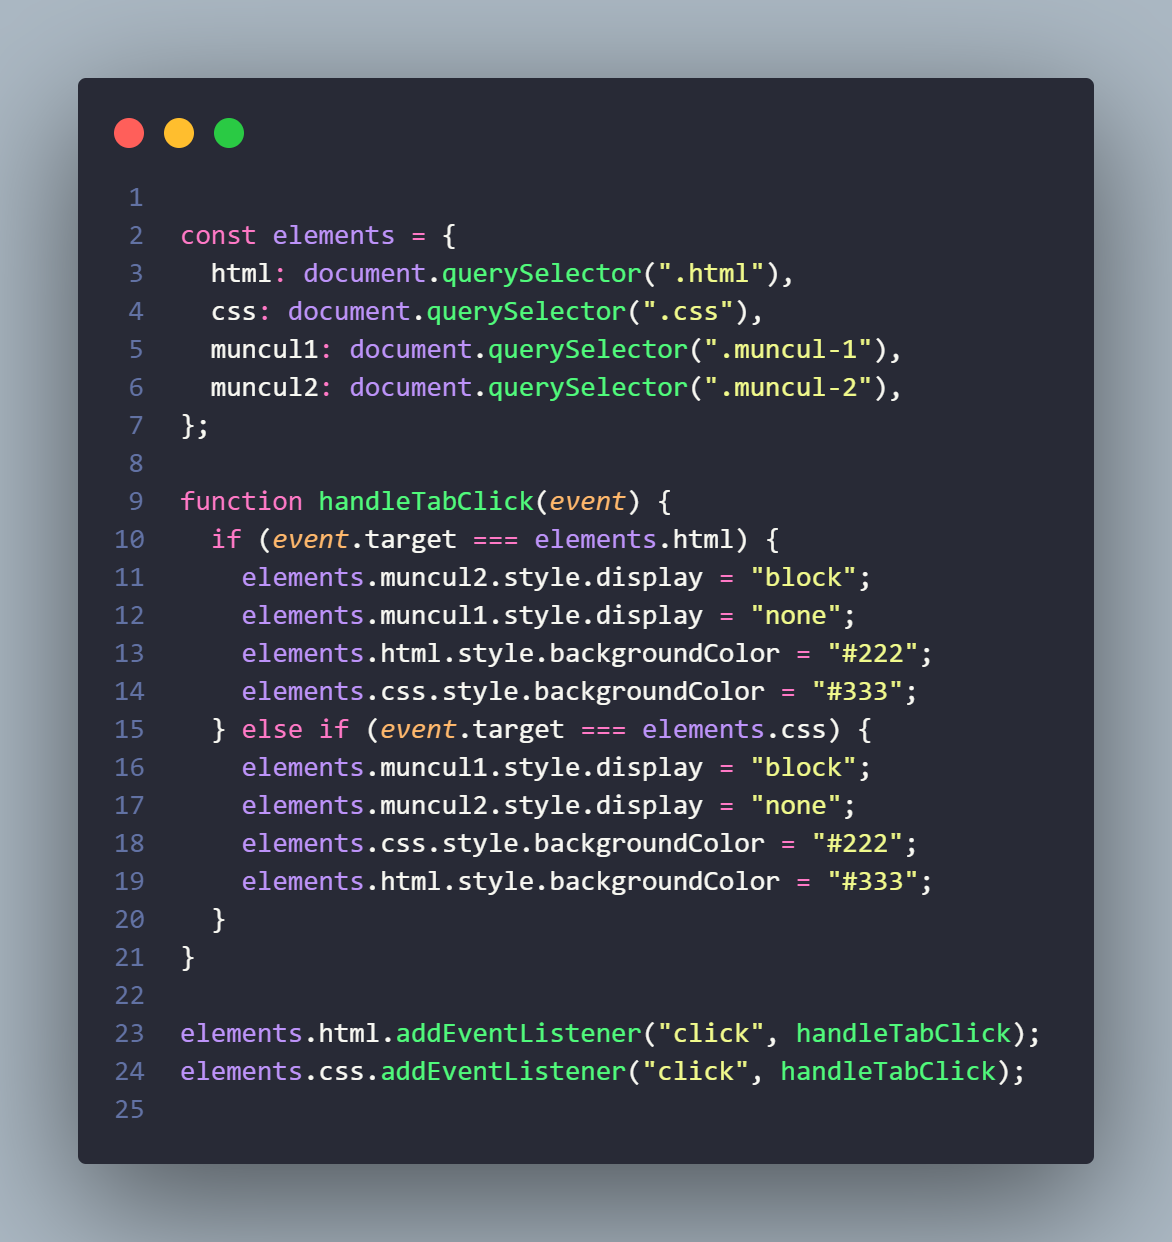 1
2 const elements = {
3   html: document.querySelector(".html"),
4   css: document.querySelector(".css"),
5   muncul1: document.querySelector(".muncul-1"),
6   muncul2: document.querySelector(".muncul-2"),
7 };
8
9 function handleTabClick(event) {
10   if (event.target === elements.html) {
11     elements.muncul2.style.display = "block";
12     elements.muncul1.style.display = "none";
13     elements.html.style.backgroundColor = "#222";
14     elements.css.style.backgroundColor = "#333";
15   } else if (event.target === elements.css) {
16     elements.muncul1.style.display = "block";
17     elements.muncul2.style.display = "none";
18     elements.css.style.backgroundColor = "#222";
19     elements.html.style.backgroundColor = "#333";
20   }
21 }
22
23 elements.html.addEventListener("click", handleTabClick);
24 elements.css.addEventListener("click", handleTabClick);
25